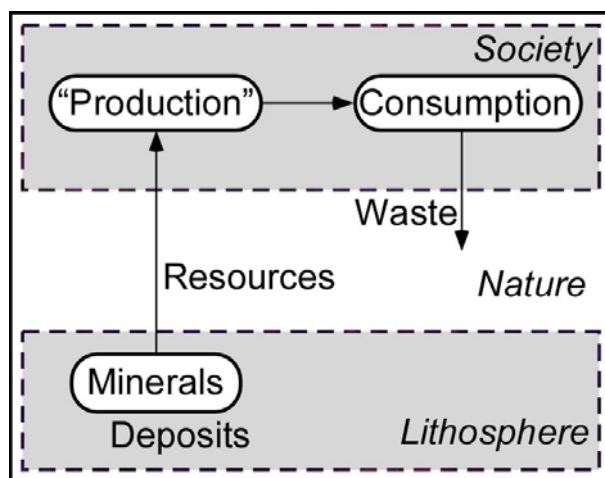 Society
“Production”
Consumption
Waste
Resources
Nature
Minerals
Deposits
Lithosphere